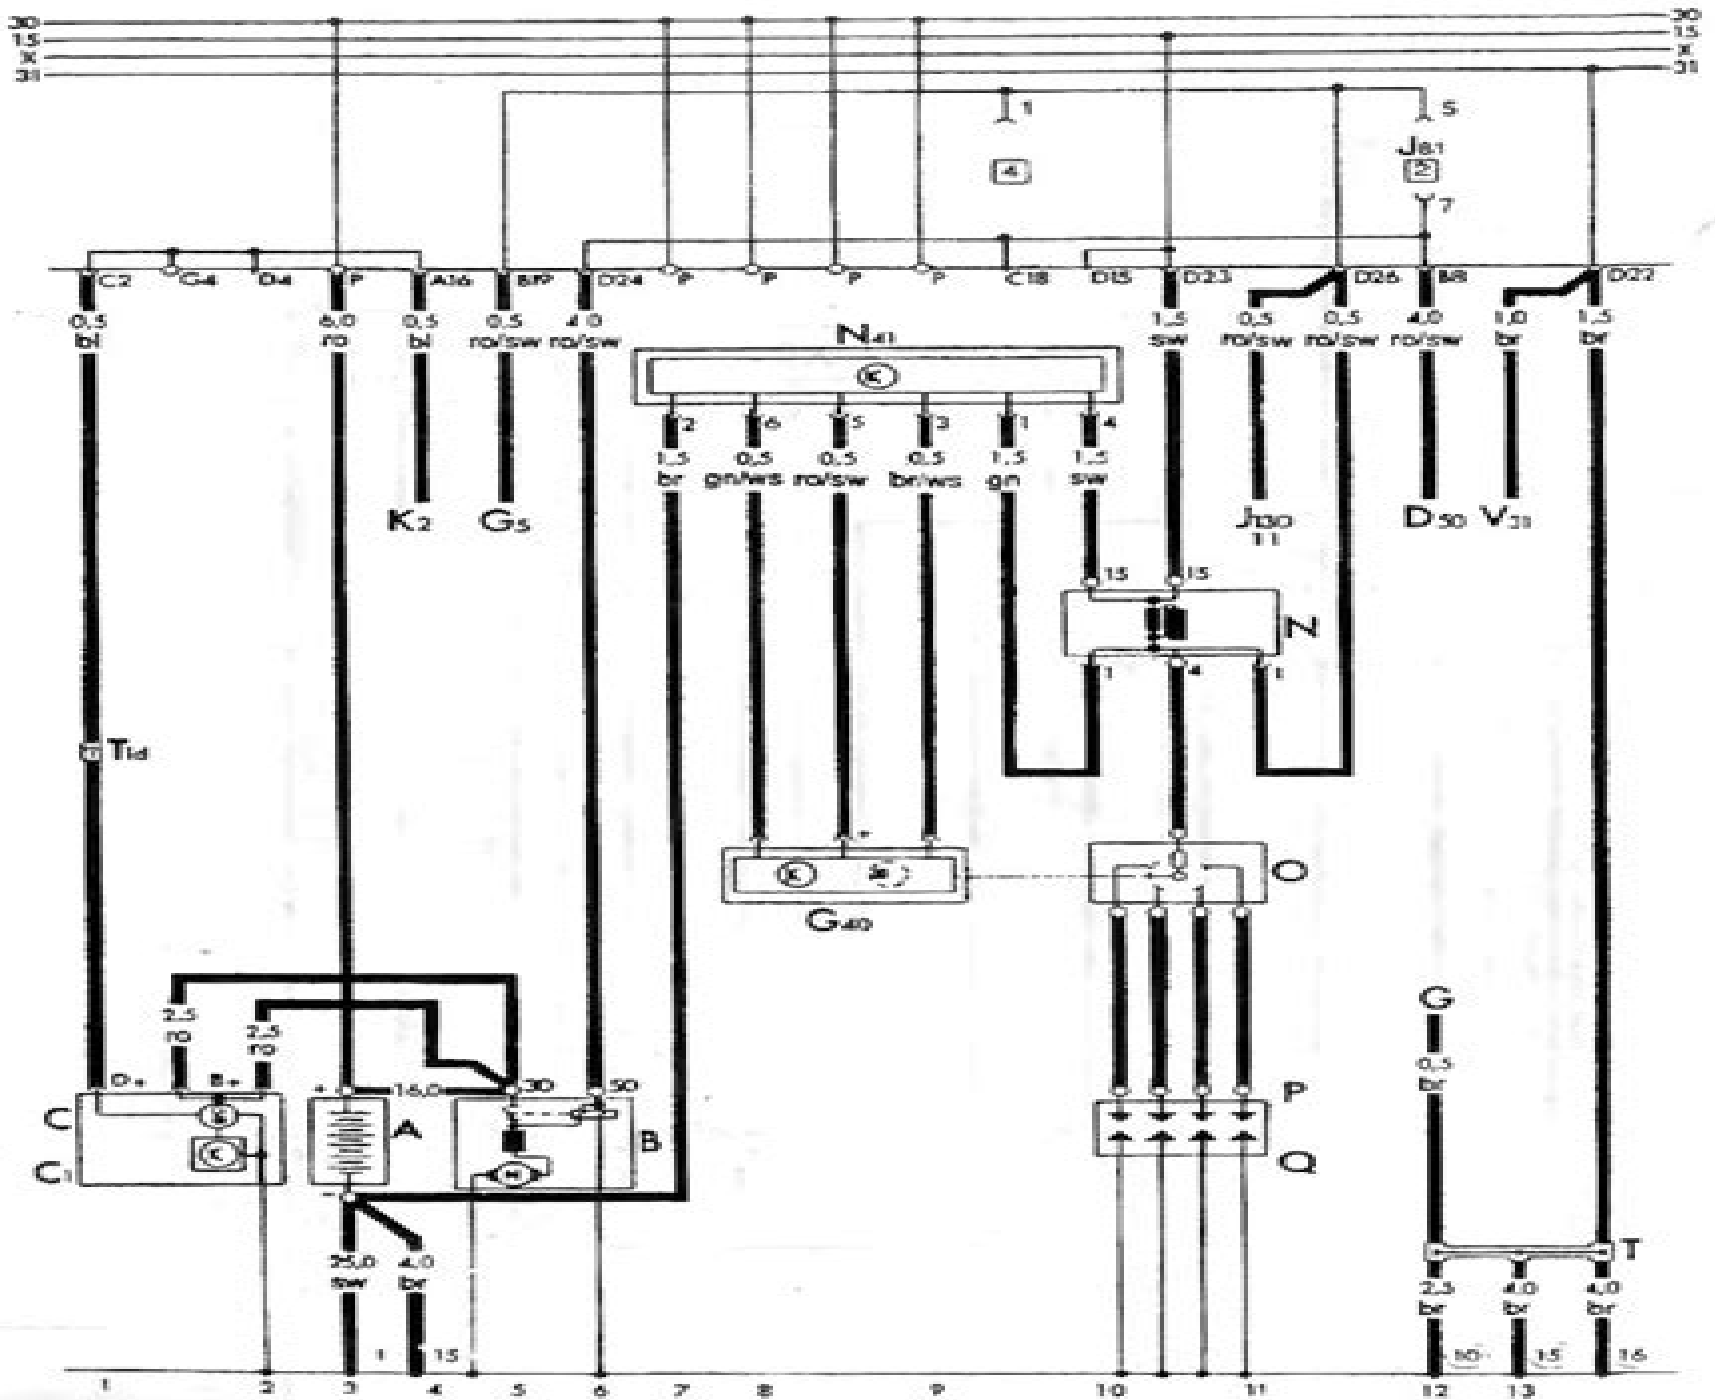 30 30
15 15
X X
31 31
1 5
J81
4 2
7
C2 G4 D4 P A16 B19 D24 P P P P C18 D15 D23 D26 B8 D22
0,5 6,0 0,5 0,5 4,0 1,5 0,5 0,5 4,0 1,0 1,5
bl ro bl ro/sw ro/sw sw ro/sw ro/sw ro/sw br br
N41
K
2 6 5 3 1 4
1,5 0,5 0,5 0,5 1,5 1,5
br gn/ws ro/sw br/ws gn sw
K2 G5 J130 D50 V31
11
15 15
N
1 4 1
T1d
+
K
O
G40
G
2,5
ro
2,5
ro
0,5
br
D+ B+ + 16,0 30 50 P
C A B
C1 Q
-
T
25,0 4,0 2,5 4,0 4,0
sw br br br br
1 15 10 15 16
1 2 3 4 5 6 7 8 9 10 11 12 13